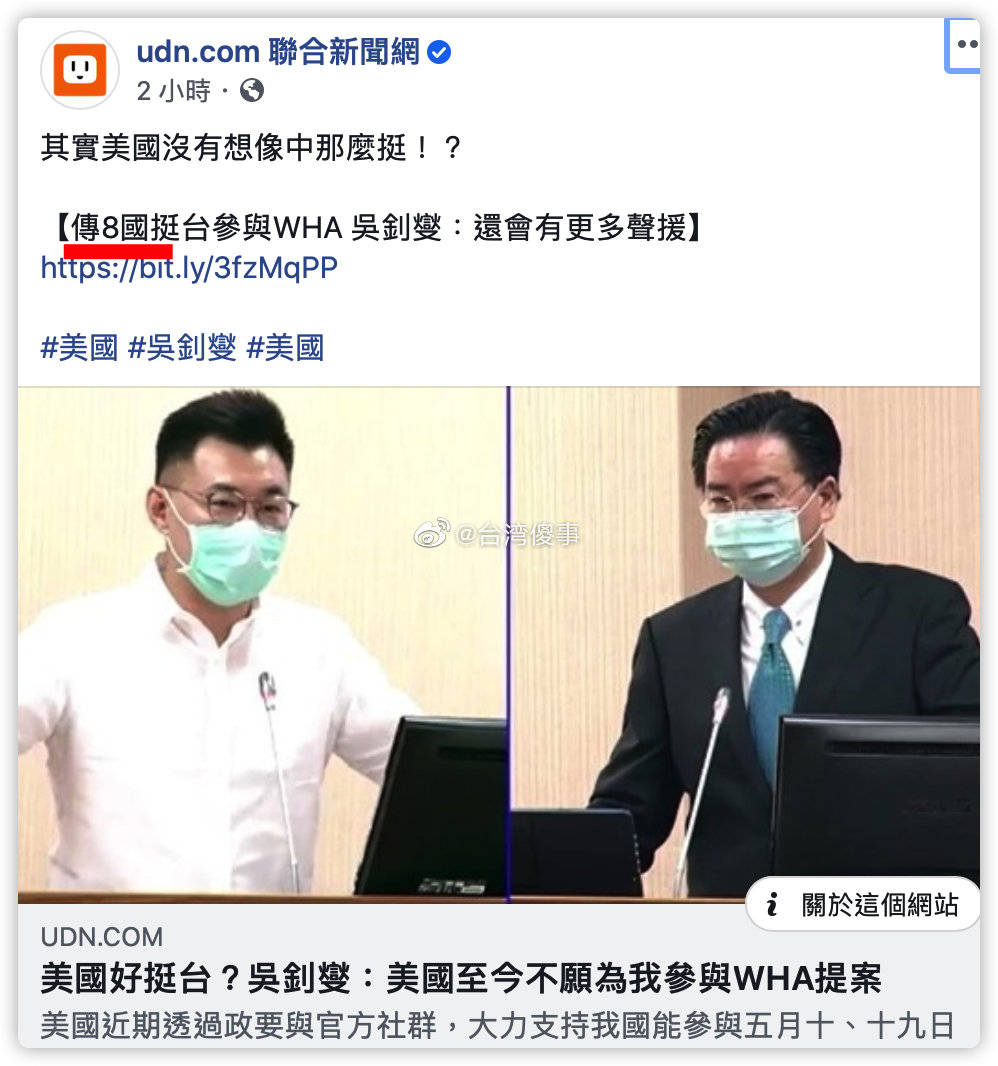 udn.com 聯合新聞網
2 小時 ·
其實美國沒有想像中那麼挺！？
【傳8國挺台參與WHA 吳釗燮：還會有更多聲援】
https://bit.ly/3fzMqPP
#美國 #吳釗燮 #美國
@台湾傻事
關於這個網站
UDN.COM
美國好挺台？吳釗燮：美國至今不願為我參與WHA提案
美國近期透過政要與官方社群，大力支持我國能參與五月十、十九日